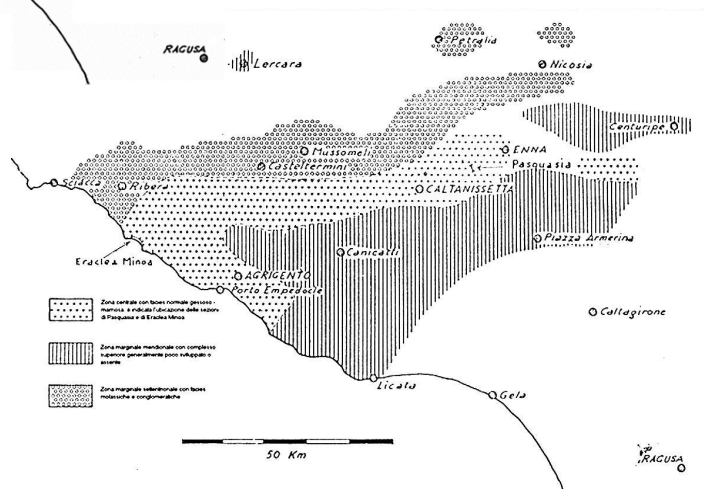 RAGUSA
Lercara
Petralia
Nicosia
Centuripe
Mussomeli
Casteltermini
ENNA
Pasquasia
Sciacca
Ribera
CALTANISSETTA
Eraclea Minoa
Canicatti
Piazza Armerina
AGRIGENTO
Porto Empedocle
Caltagirone
Licata
Gela
RAGUSA
Zona centrale con facies normale gessoso-
marnosa: è indicata l'ubicazione delle sezioni
di Pasquasia e di Eraclea Minoa
Zona marginale meridionale con complesso
superiore generalmente poco sviluppato o
assente
Zona marginale settentrionale con facies
molassiche e conglomeratiche
50 Km